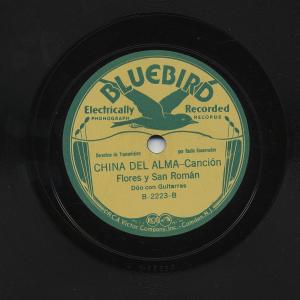 BLUEBIRD
Electrically Recorded
PHONOGRAPH RECORDS
Derechos de Transmisión por Radio Reservados
CHINA DEL ALMA—Canción
Flores y San Román
Dúo con Guitarras
B-2223-B
RCA Victor Company, Inc., Camden, N.J.